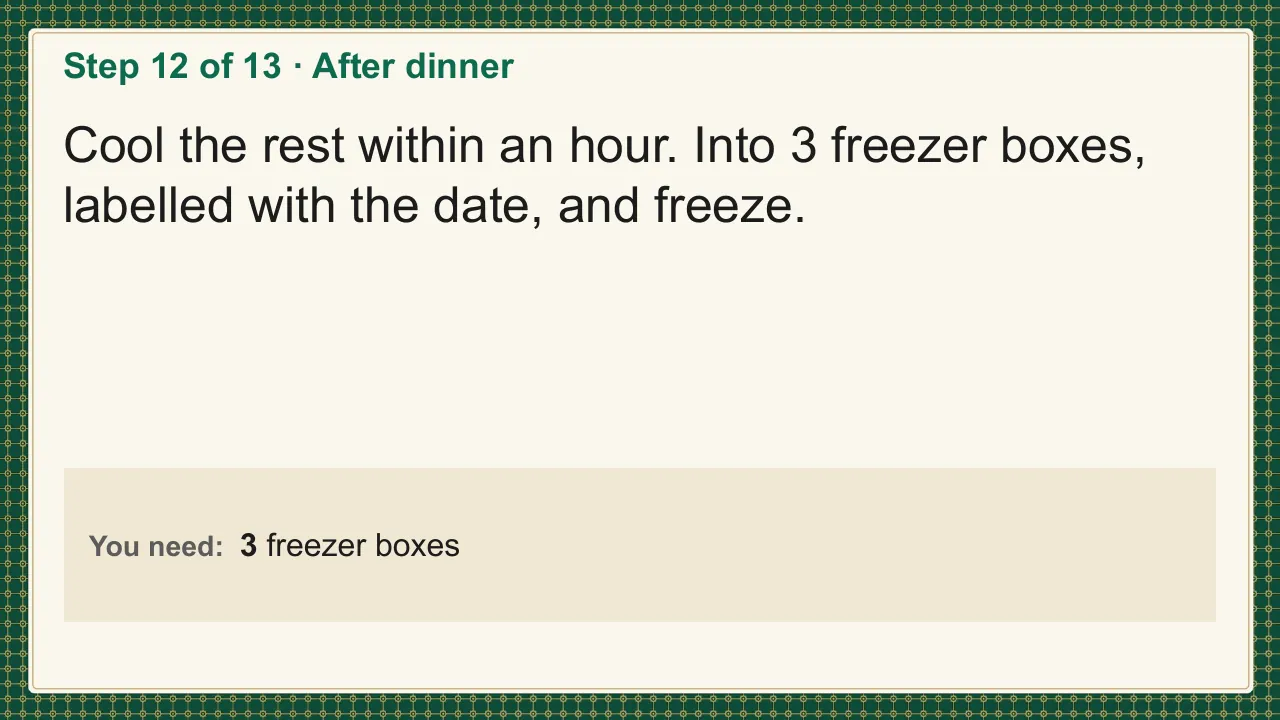 Step 12 of 13 · After dinner
Cool the rest within an hour. Into 3 freezer boxes,
labelled with the date, and freeze.
You need: 3 freezer boxes